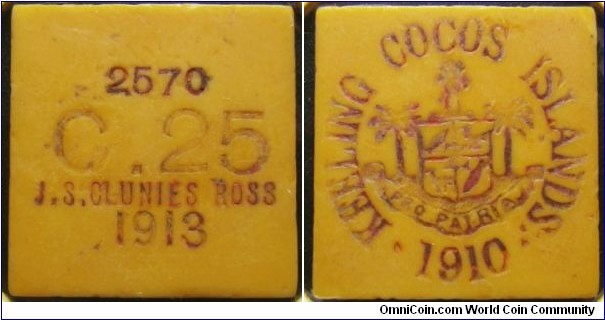 2570
C.25
J.S.CLUNIES ROSS
1913
KEELING COCOS ISLANDS.
PRO PATRIA
· 1910 ·
OmniCoin.com World Coin Community